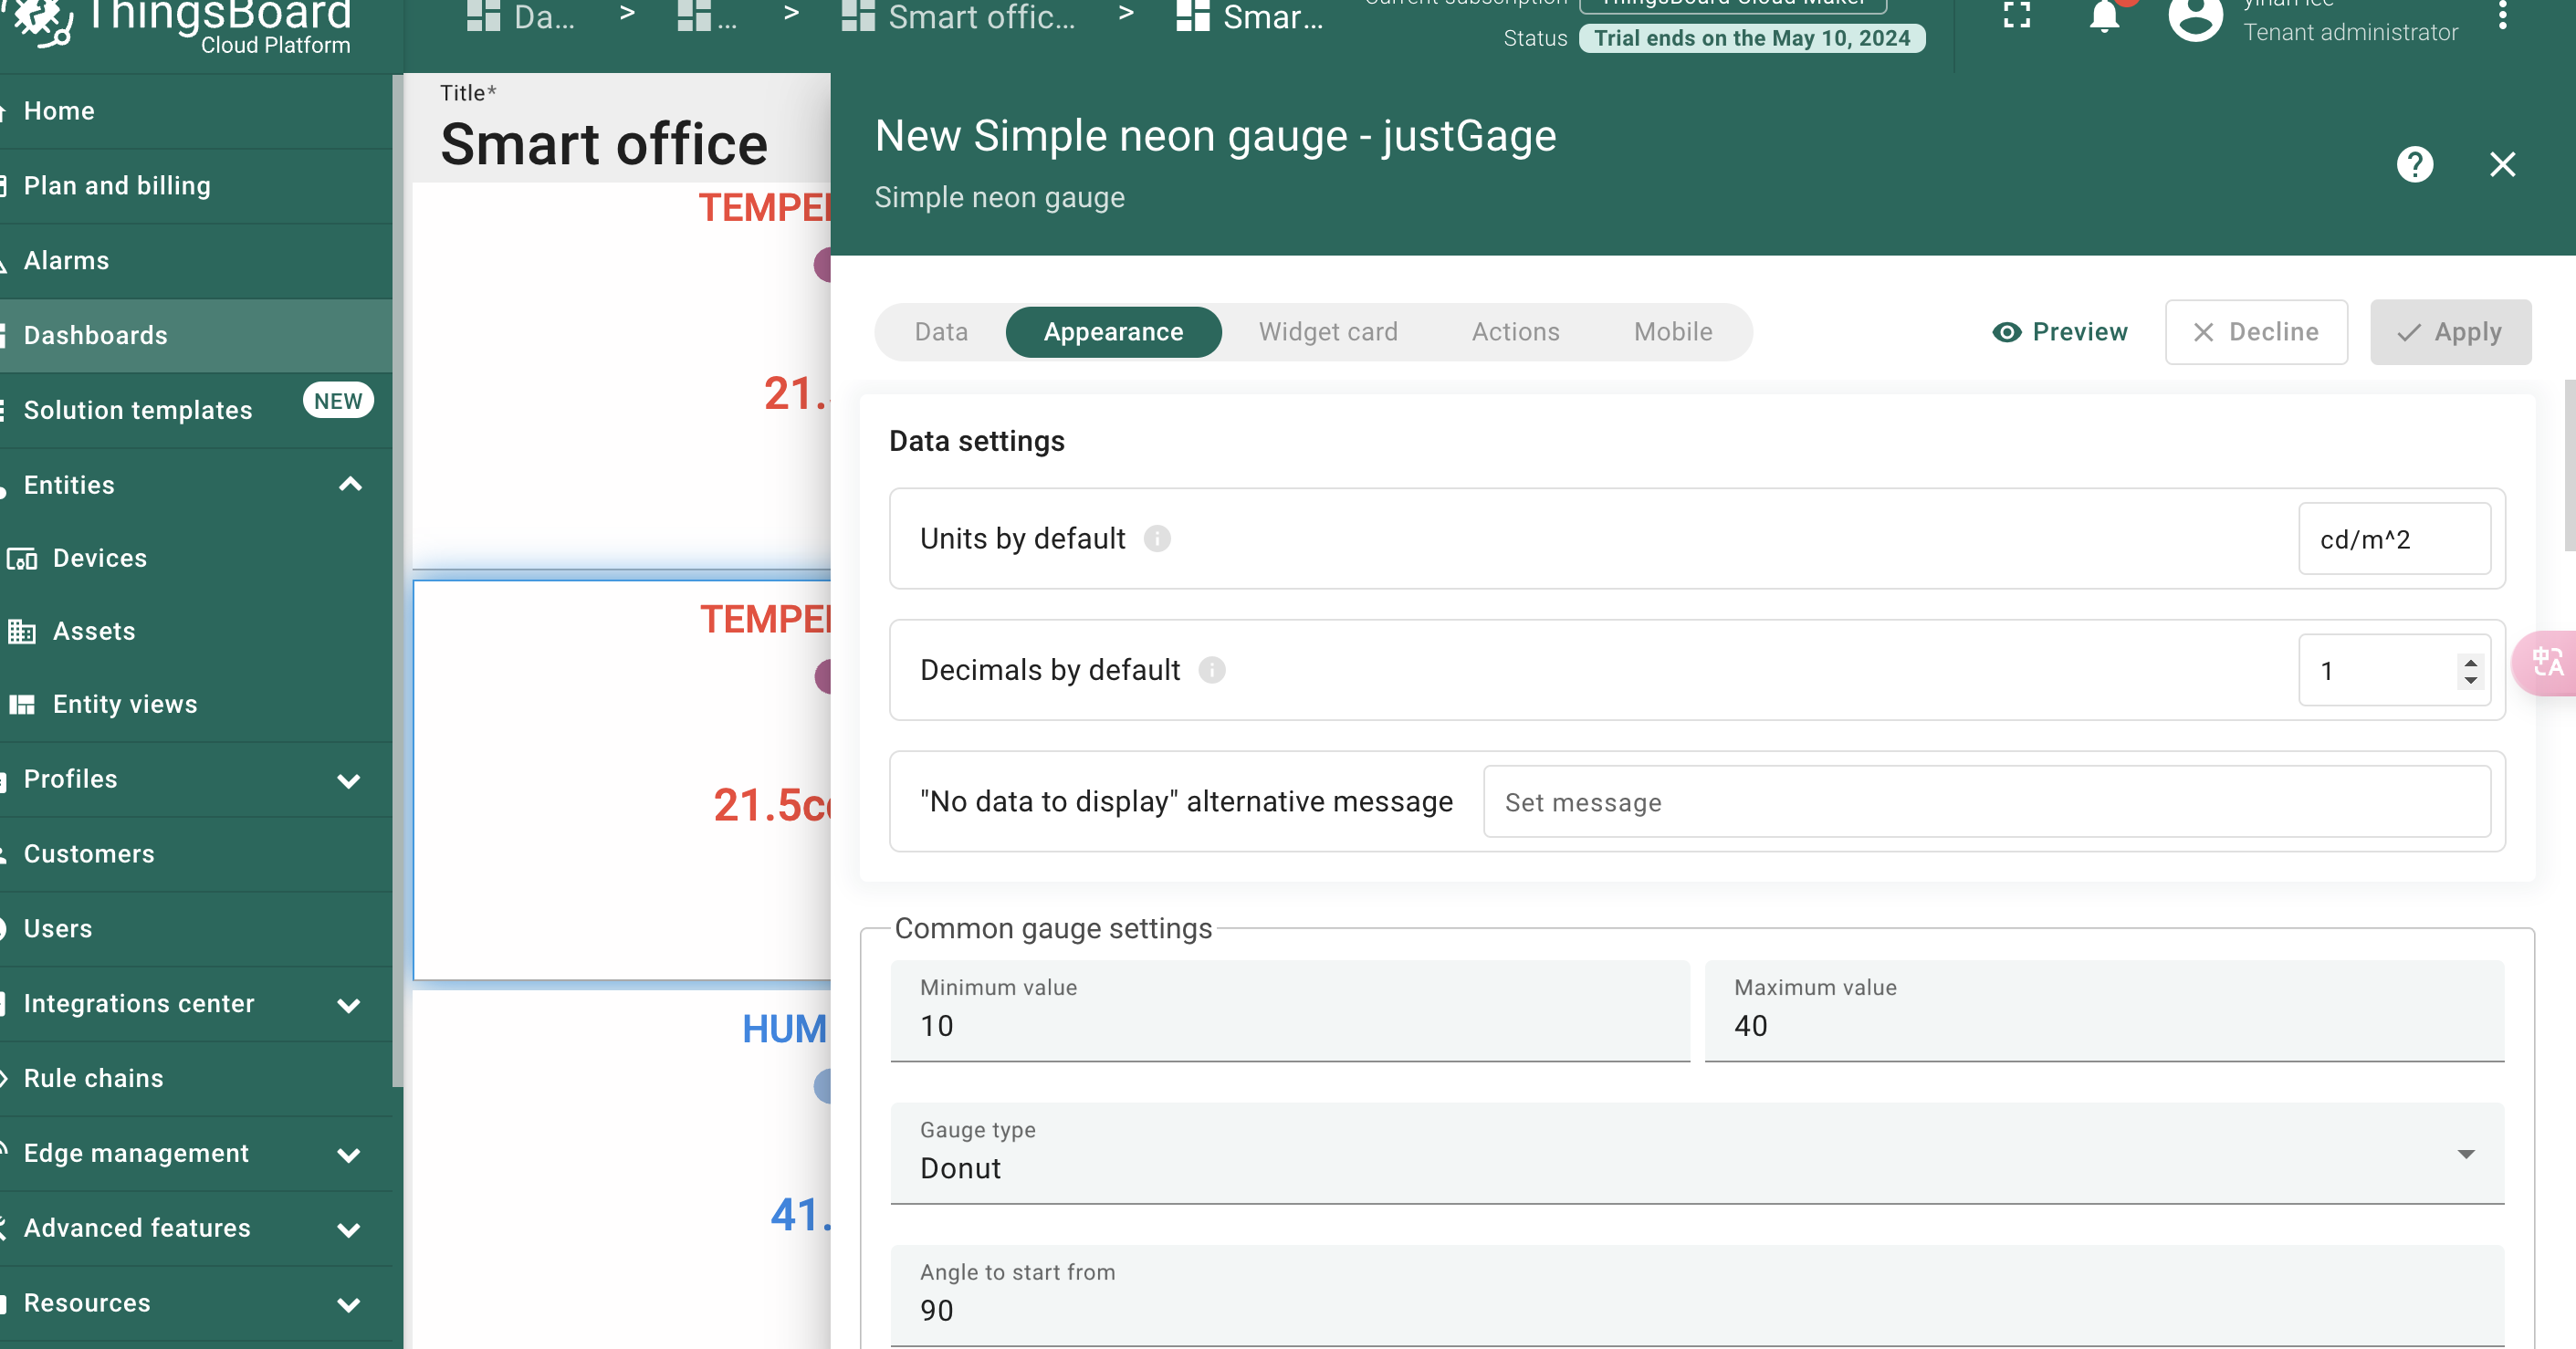 ThingsBoard
Cloud Platform
Da...
>
...
>
Smart offic...
>
Smar...
Current subscription
ThingsBoard Cloud Maker
Status
Trial ends on the May 10, 2024
Tenant administrator
Home
Plan and billing
Alarms
Dashboards
Solution templates
NEW
Entities
Devices
Assets
Entity views
Profiles
Customers
Users
Integrations center
Rule chains
Edge management
Advanced features
Resources
Title*
Smart office
TEMPE
21.
TEMPE
21.5c
HUM
41.
New Simple neon gauge - justGage
Simple neon gauge
Data
Appearance
Widget card
Actions
Mobile
Preview
Decline
Apply
Data settings
Units by default
cd/m^2
Decimals by default
1
"No data to display" alternative message
Set message
Common gauge settings
Minimum value
10
Maximum value
40
Gauge type
Donut
Angle to start from
90
中A